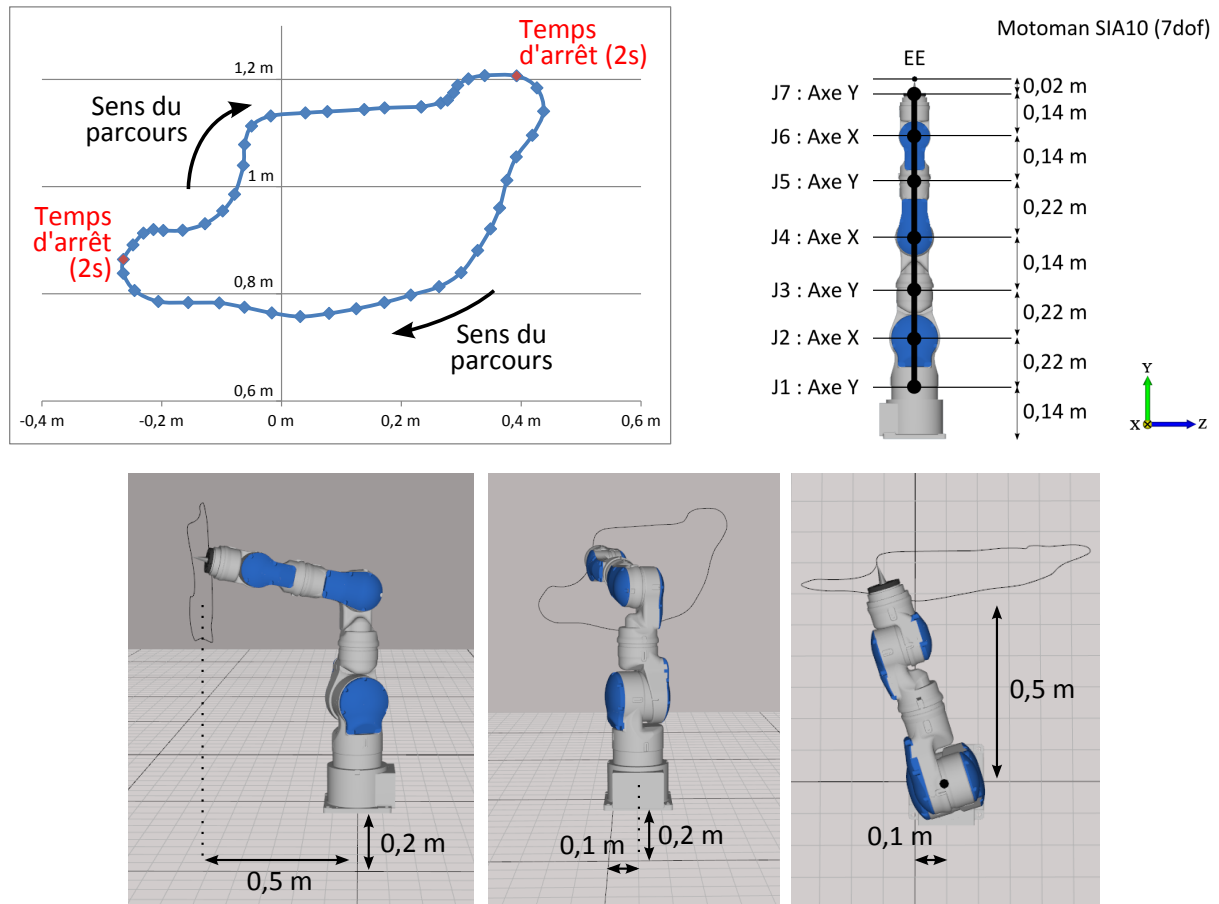 Temps
d'arrêt (2s)
1,2 m
Sens du
parcours
1 m
Temps
d'arrêt
(2s)
0,8 m
Sens du
parcours
0,6 m
-0,4 m
-0,2 m
0 m
0,2 m
0,4 m
0,6 m
Motoman SIA10 (7dof)
EE
0,02 m
J7 : Axe Y
0,14 m
J6 : Axe X
0,14 m
J5 : Axe Y
0,22 m
J4 : Axe X
0,14 m
J3 : Axe Y
0,22 m
J2 : Axe X
0,22 m
J1 : Axe Y
0,14 m
Y
X
Z
0,2 m
0,5 m
0,1 m
0,2 m
0,5 m
0,1 m